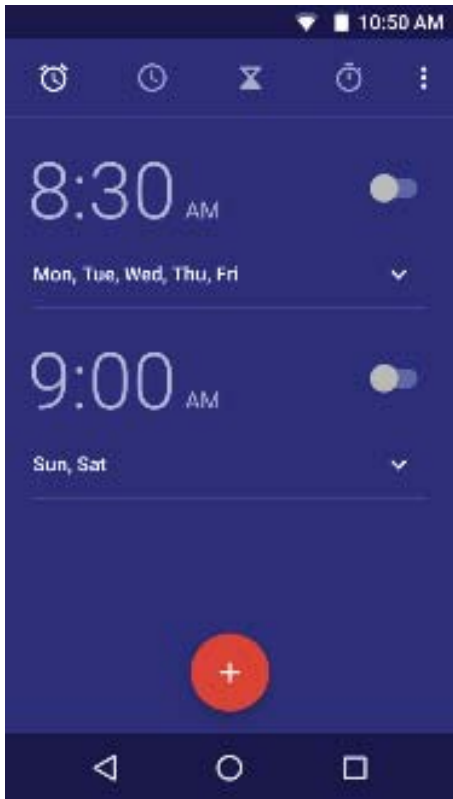 10:50 AM
8:30 AM
Mon, Tue, Wed, Thu, Fri
9:00 AM
Sun, Sat